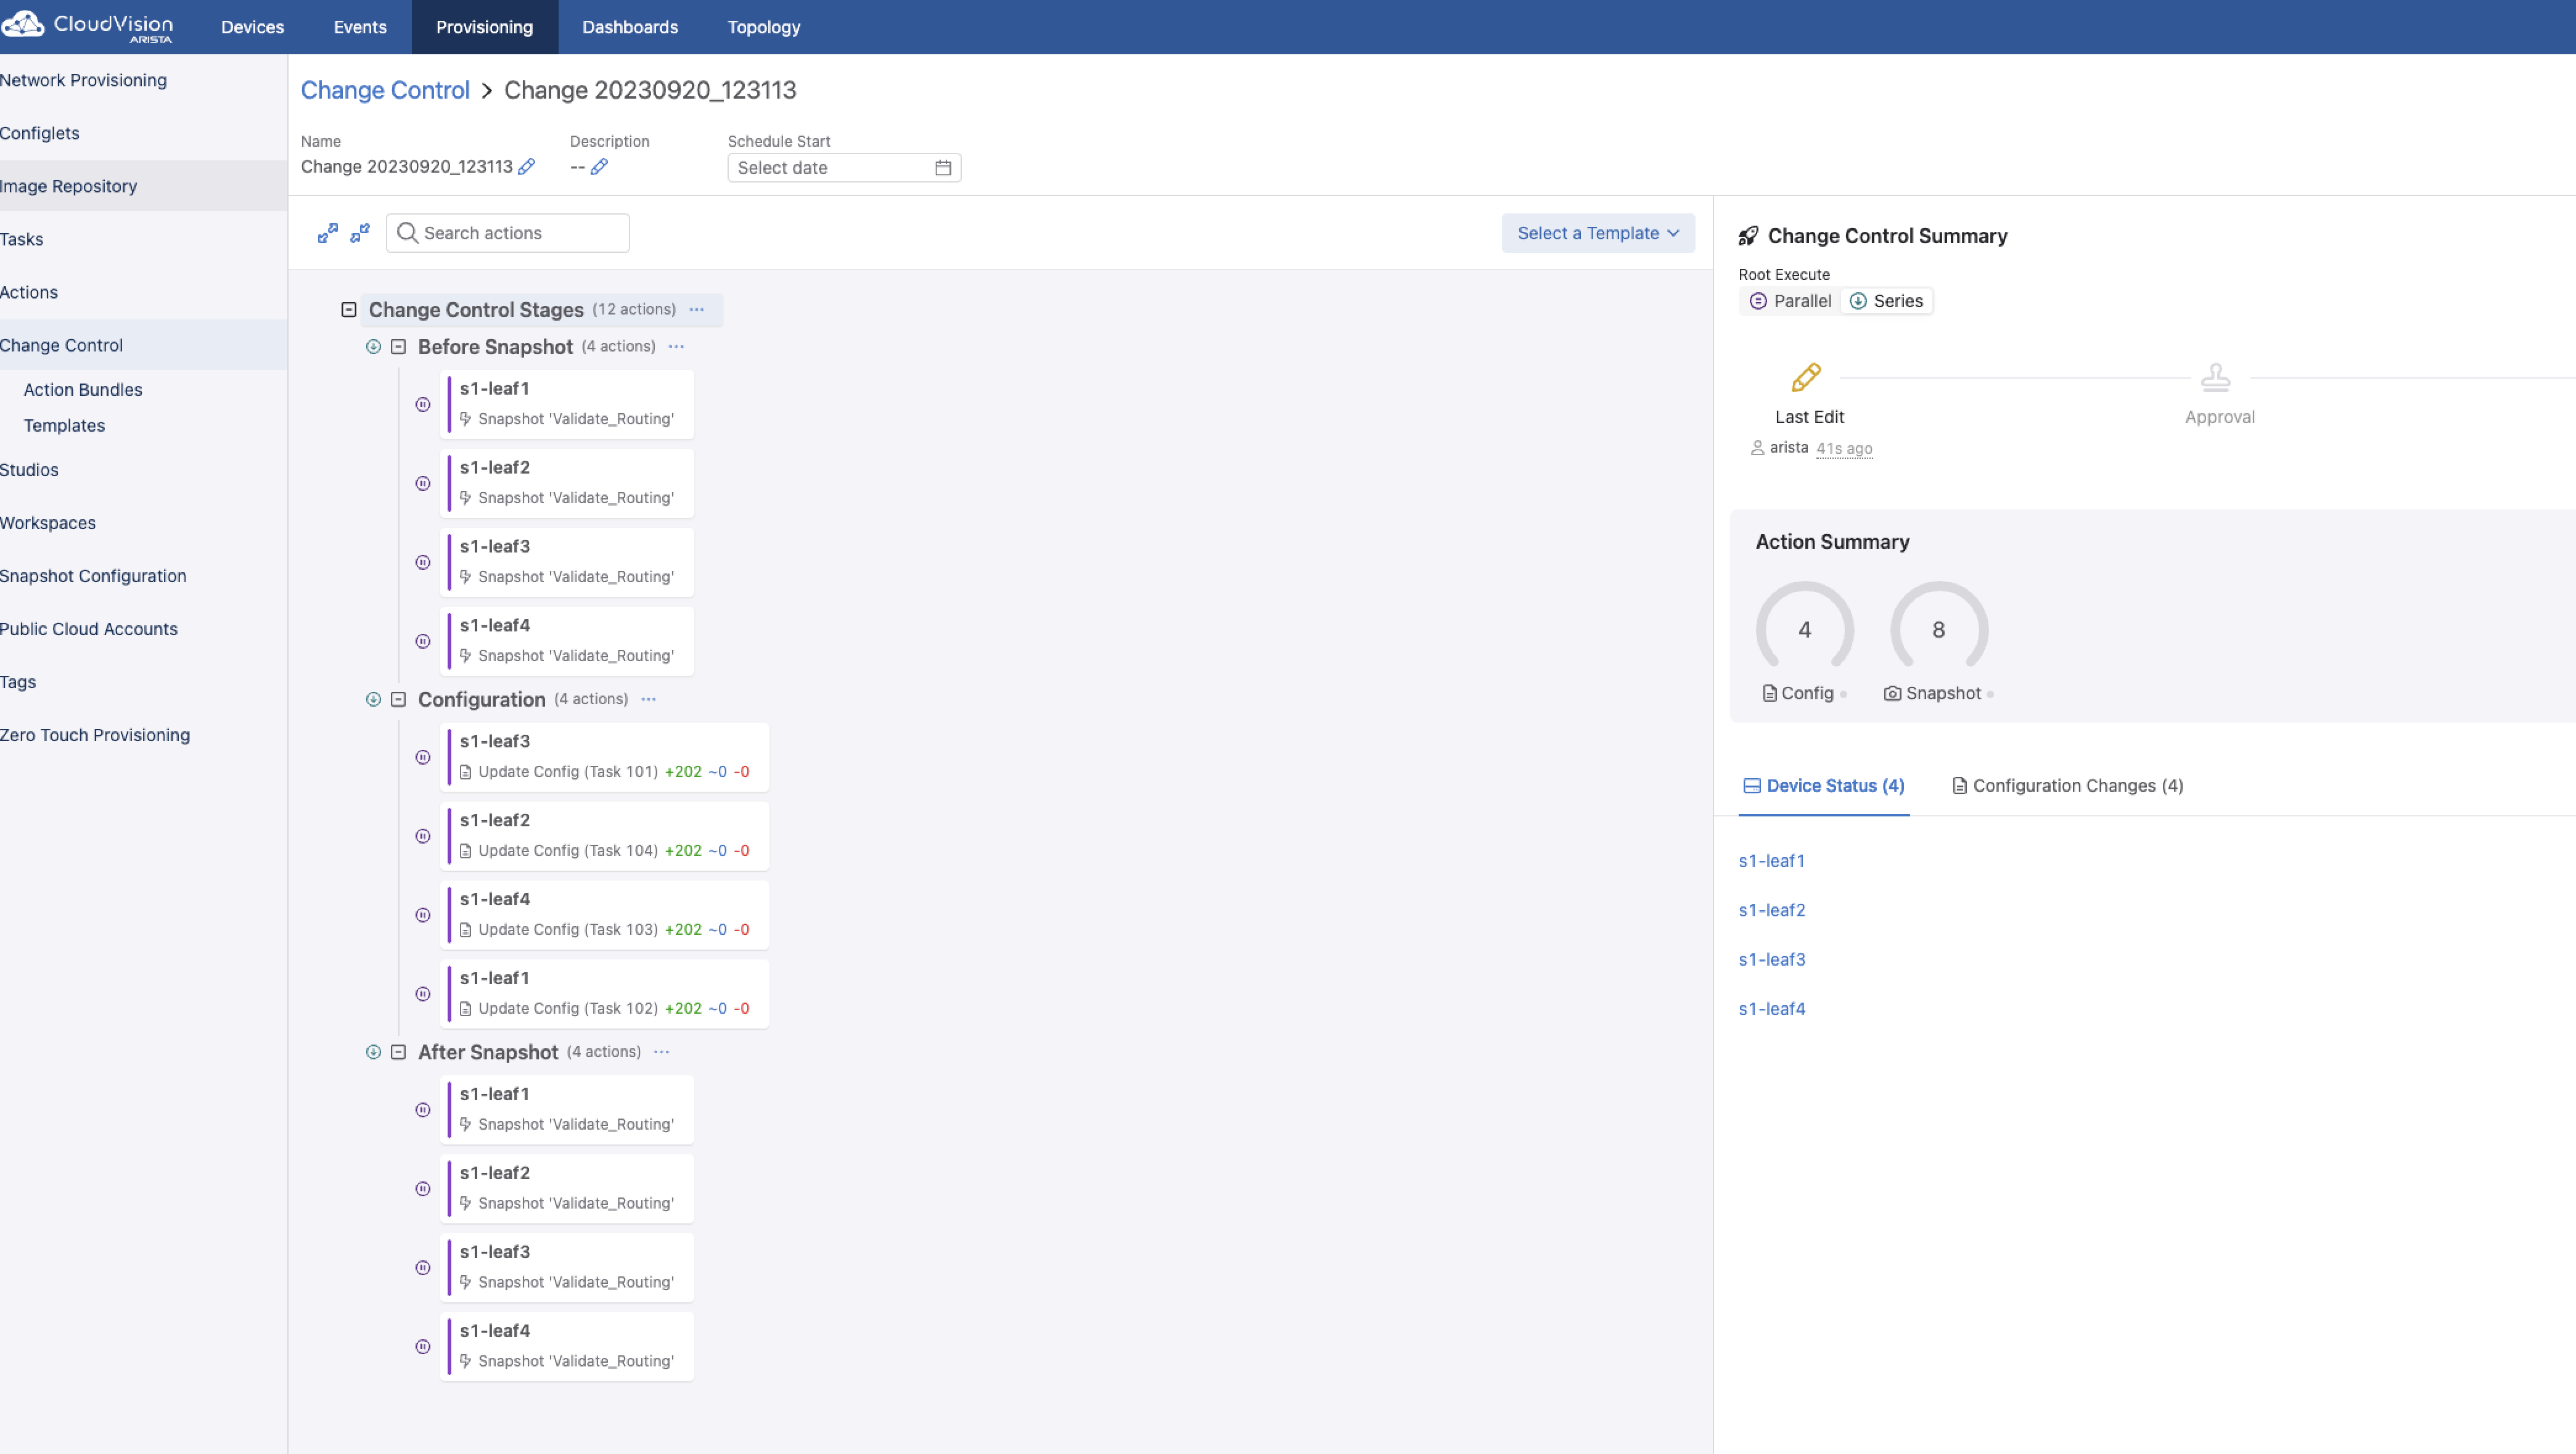 CloudVision
ARISTA
Devices
Events
Provisioning
Dashboards
Topology
Network Provisioning
Configlets
Image Repository
Tasks
Actions
Change Control
Action Bundles
Templates
Studios
Workspaces
Snapshot Configuration
Public Cloud Accounts
Tags
Zero Touch Provisioning
Change Control > Change 20230920_123113
Name
Change 20230920_123113
Description
--
Schedule Start
Select date
Search actions
Select a Template
Change Control Stages (12 actions) ···
Before Snapshot (4 actions) ···
s1-leaf1
Snapshot 'Validate_Routing'
s1-leaf2
Snapshot 'Validate_Routing'
s1-leaf3
Snapshot 'Validate_Routing'
s1-leaf4
Snapshot 'Validate_Routing'
Configuration (4 actions) ···
s1-leaf3
Update Config (Task 101) +202 ~0 -0
s1-leaf2
Update Config (Task 104) +202 ~0 -0
s1-leaf4
Update Config (Task 103) +202 ~0 -0
s1-leaf1
Update Config (Task 102) +202 ~0 -0
After Snapshot (4 actions) ···
s1-leaf1
Snapshot 'Validate_Routing'
s1-leaf2
Snapshot 'Validate_Routing'
s1-leaf3
Snapshot 'Validate_Routing'
s1-leaf4
Snapshot 'Validate_Routing'
Change Control Summary
Root Execute
Parallel
Series
Last Edit
arista 41s ago
Approval
Action Summary
4
8
Config
Snapshot
Device Status (4)
Configuration Changes (4)
s1-leaf1
s1-leaf2
s1-leaf3
s1-leaf4